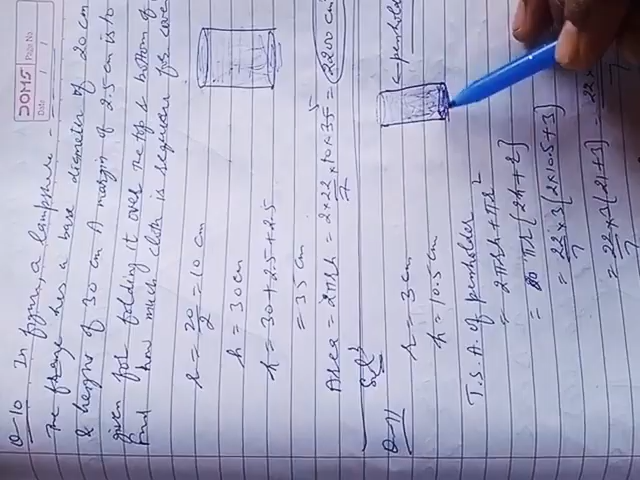 DOMS
Page No.
Date
Q-10 In figure, a lampshade
The frame has a base diameter of 20 cm
& height of 30 cm A margin of 2.5 cm is to
given for folding it over the top & bottom of
find how much cloth is required for cove
r = 20/2 = 10 cm
h = 30 cm
h = 30 + 2.5 + 2.5
= 35 cm
Area = 2πrh = 2 × 22/7 × 10 × 35 5 = 2200 cm
Q-11
< penholder
r = 3 cm
h = 10.5 cm
T.S.A. of penholder
= 2πrh + πr²
= πr [2h + r]
= 22/7 × 3 (2 × 10.5 + 3)
= 22/7 × 3 (21 + 3) = 22 ×